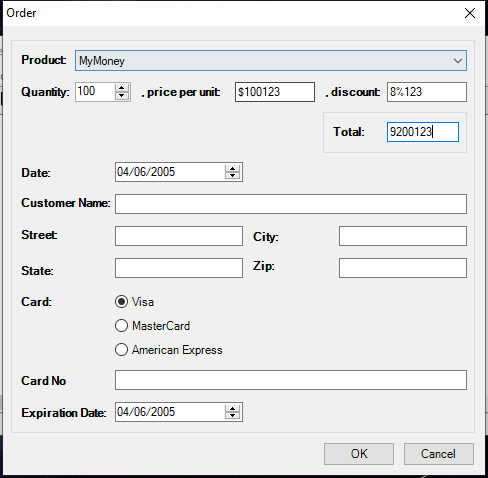 Order
Product: MyMoney
Quantity: 100 , price per unit: $100123 , discount: 8%123
Total: 9200123
Date: 04/06/2005
Customer Name:
Street: City:
State: Zip:
Card: Visa
MasterCard
American Express
Card No
Expiration Date: 04/06/2005
OK Cancel